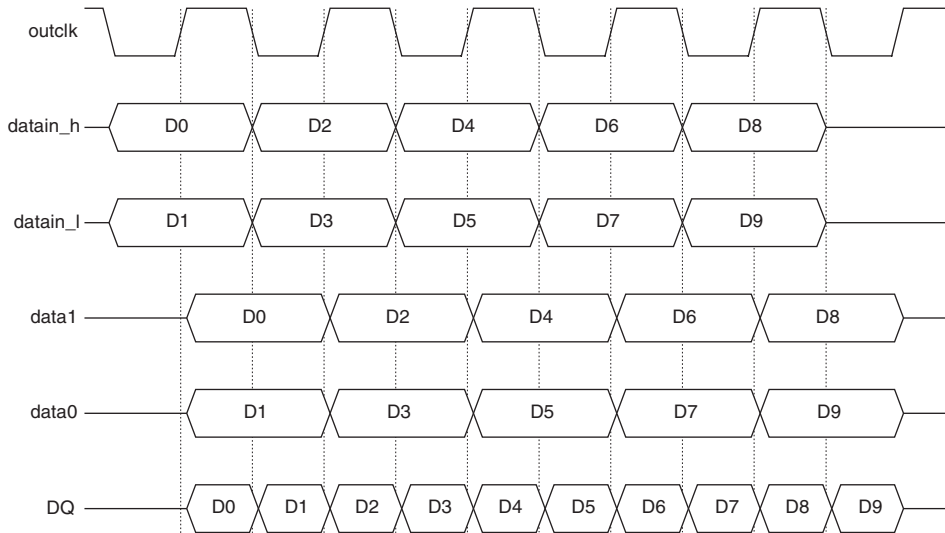 outclk
datain_h D0 D2 D4 D6 D8
datain_l D1 D3 D5 D7 D9
data1 D0 D2 D4 D6 D8
data0 D1 D3 D5 D7 D9
DQ D0 D1 D2 D3 D4 D5 D6 D7 D8 D9